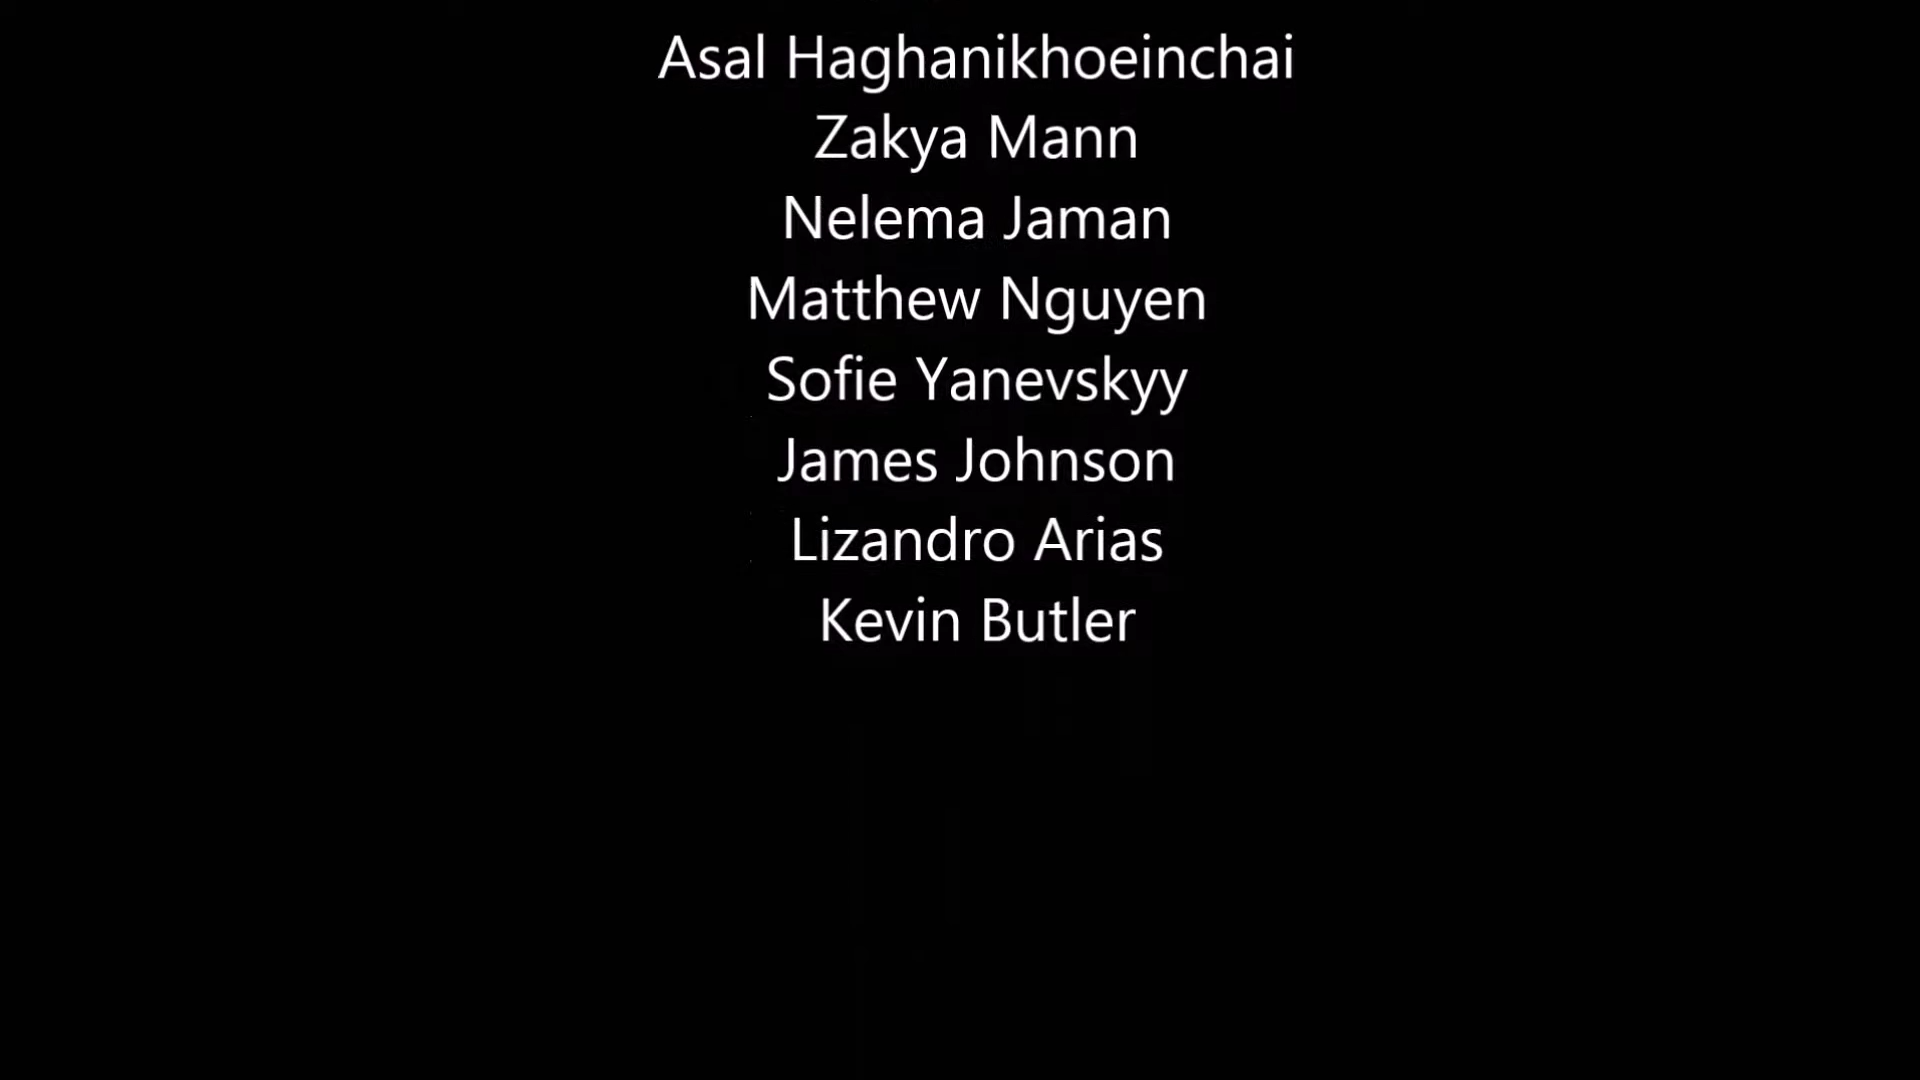 Asal Haghanikhoeinchai
Zakya Mann
Nelema Jaman
Matthew Nguyen
Sofie Yanevskyy
James Johnson
Lizandro Arias
Kevin Butler